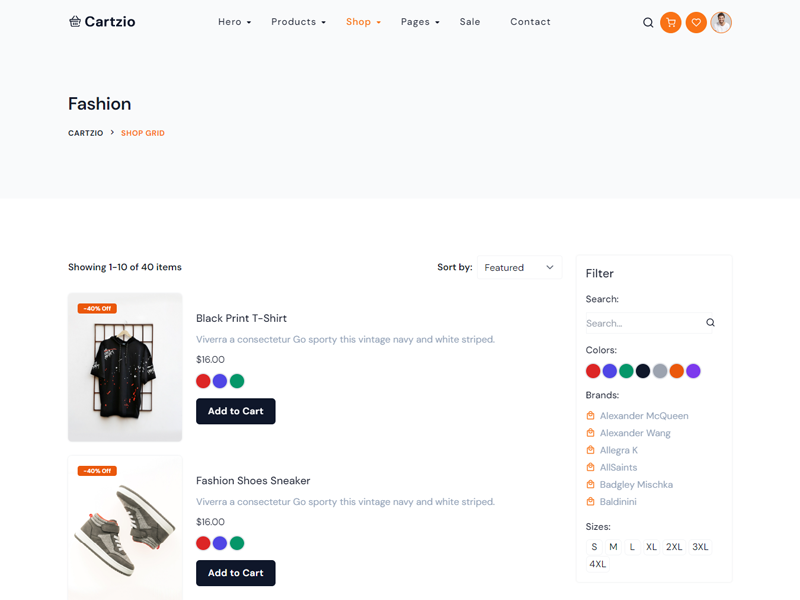 Cartzio
Hero Products Shop Pages Sale Contact
Fashion
CARTZIO > SHOP GRID
Showing 1-10 of 40 items
Sort by: Featured
-40% Off
Black Print T-Shirt
Viverra a consectetur Go sporty this vintage navy and white striped.
$16.00
Add to Cart
-40% Off
Fashion Shoes Sneaker
Viverra a consectetur Go sporty this vintage navy and white striped.
$16.00
Add to Cart
Filter
Search:
Search...
Colors:
Brands:
Alexander McQueen
Alexander Wang
Allegra K
AllSaints
Badgley Mischka
Baldinini
Sizes:
S M L XL 2XL 3XL
4XL